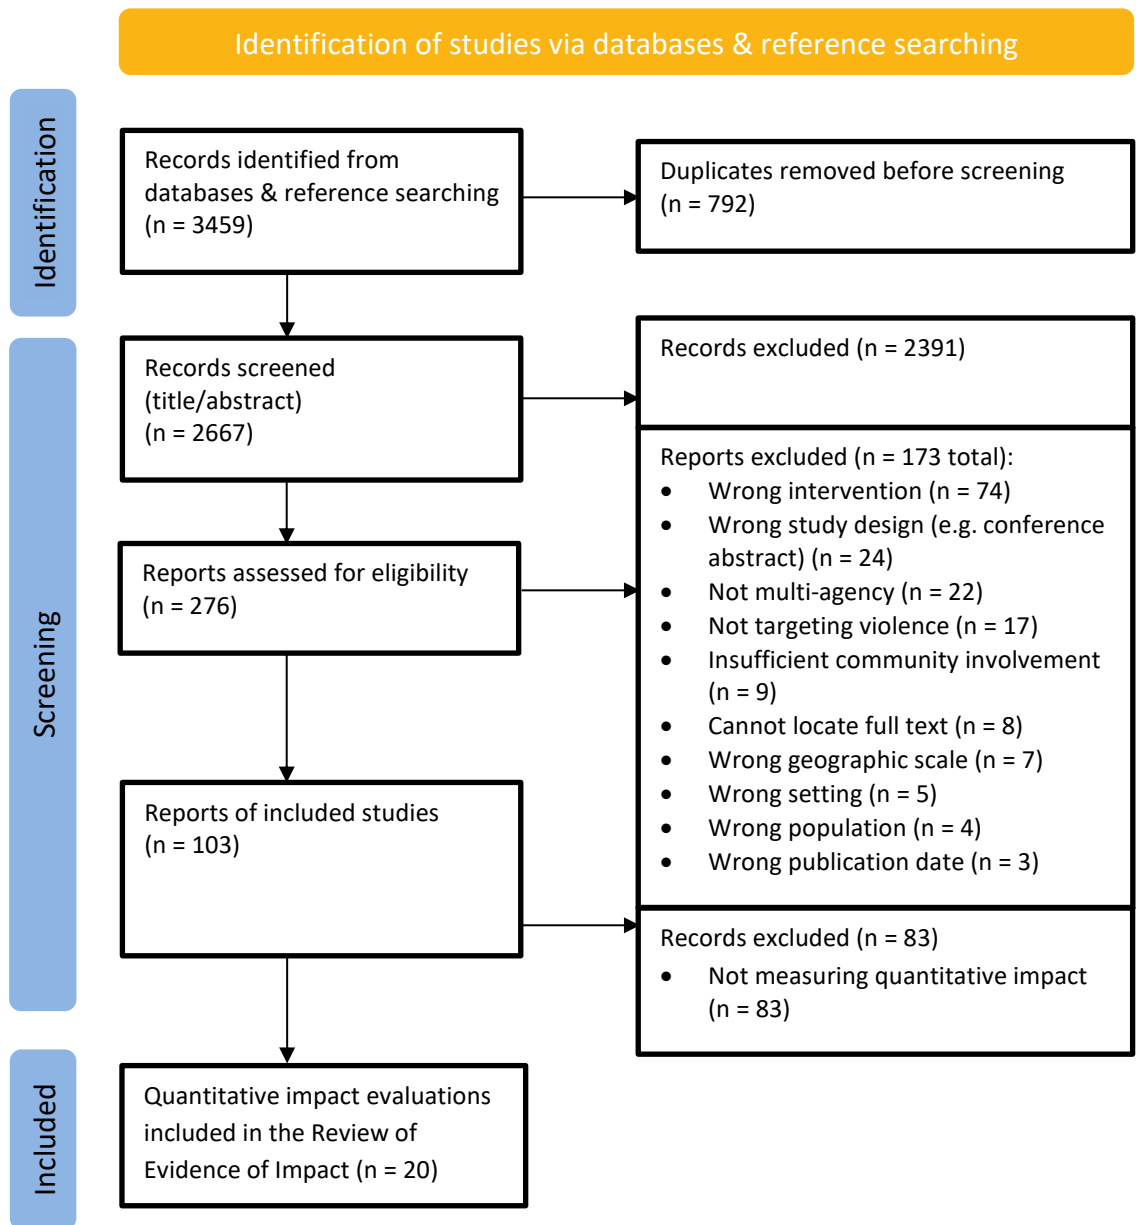 Identification of studies via databases & reference searching
Identification
Records identified from
databases & reference searching
(n = 3459)
Duplicates removed before screening
(n = 792)
Screening
Records screened
(title/abstract)
(n = 2667)
Records excluded (n = 2391)
Reports assessed for eligibility
(n = 276)
Reports excluded (n = 173 total):
• Wrong intervention (n = 74)
• Wrong study design (e.g. conference
abstract) (n = 24)
• Not multi-agency (n = 22)
• Not targeting violence (n = 17)
• Insufficient community involvement
(n = 9)
• Cannot locate full text (n = 8)
• Wrong geographic scale (n = 7)
• Wrong setting (n = 5)
• Wrong population (n = 4)
• Wrong publication date (n = 3)
Reports of included studies
(n = 103)
Records excluded (n = 83)
• Not measuring quantitative impact
(n = 83)
Included
Quantitative impact evaluations
included in the Review of
Evidence of Impact (n = 20)